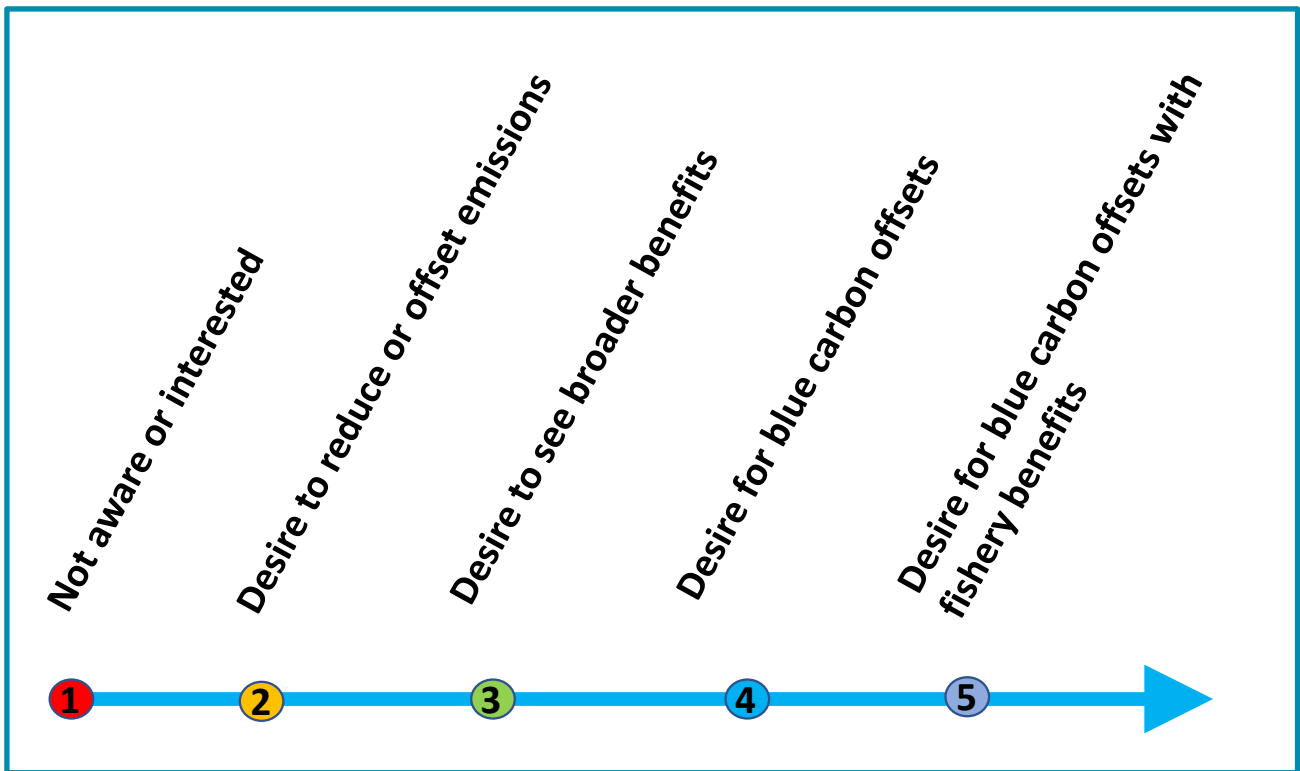 Not aware or interested
Desire to reduce or offset emissions
Desire to see broader benefits
Desire for blue carbon offsets
Desire for blue carbon offsets with
fishery benefits
1
2
3
4
5